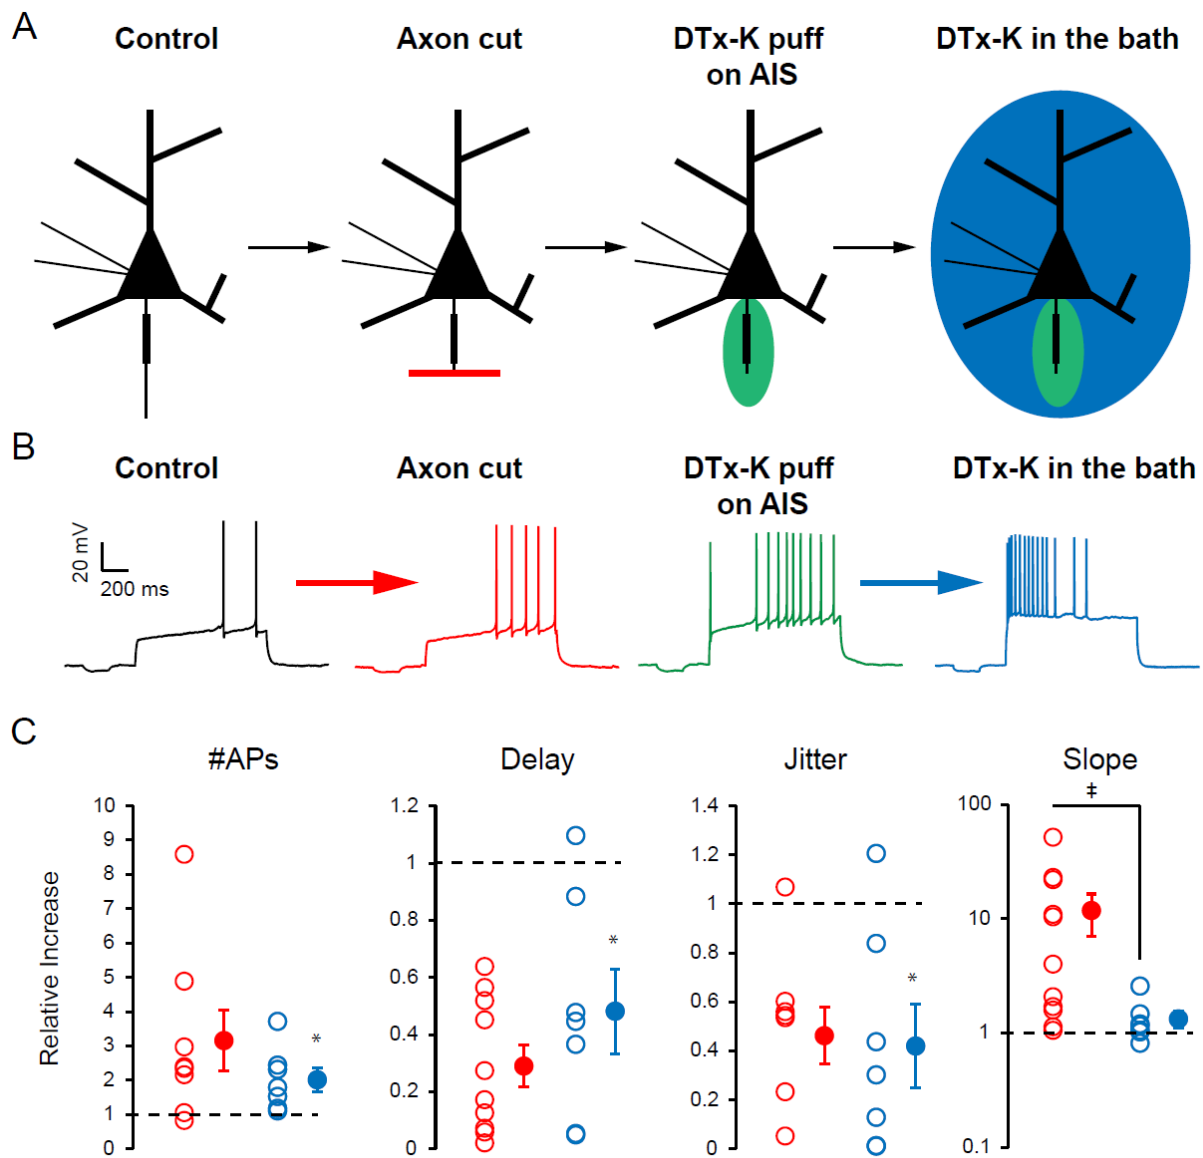 A
Control
Axon cut
DTx-K puff
on AIS
DTx-K in the bath
B
Control
Axon cut
DTx-K puff
on AIS
DTx-K in the bath
20 mV
200 ms
C
#APs
Delay
Jitter
Slope
Relative Increase
10
9
8
7
6
5
4
3
2
1
0
*
1.2
1
0.8
0.6
0.4
0.2
0
*
1.4
1.2
1
0.8
0.6
0.4
0.2
0
*
100
10
1
0.1
‡